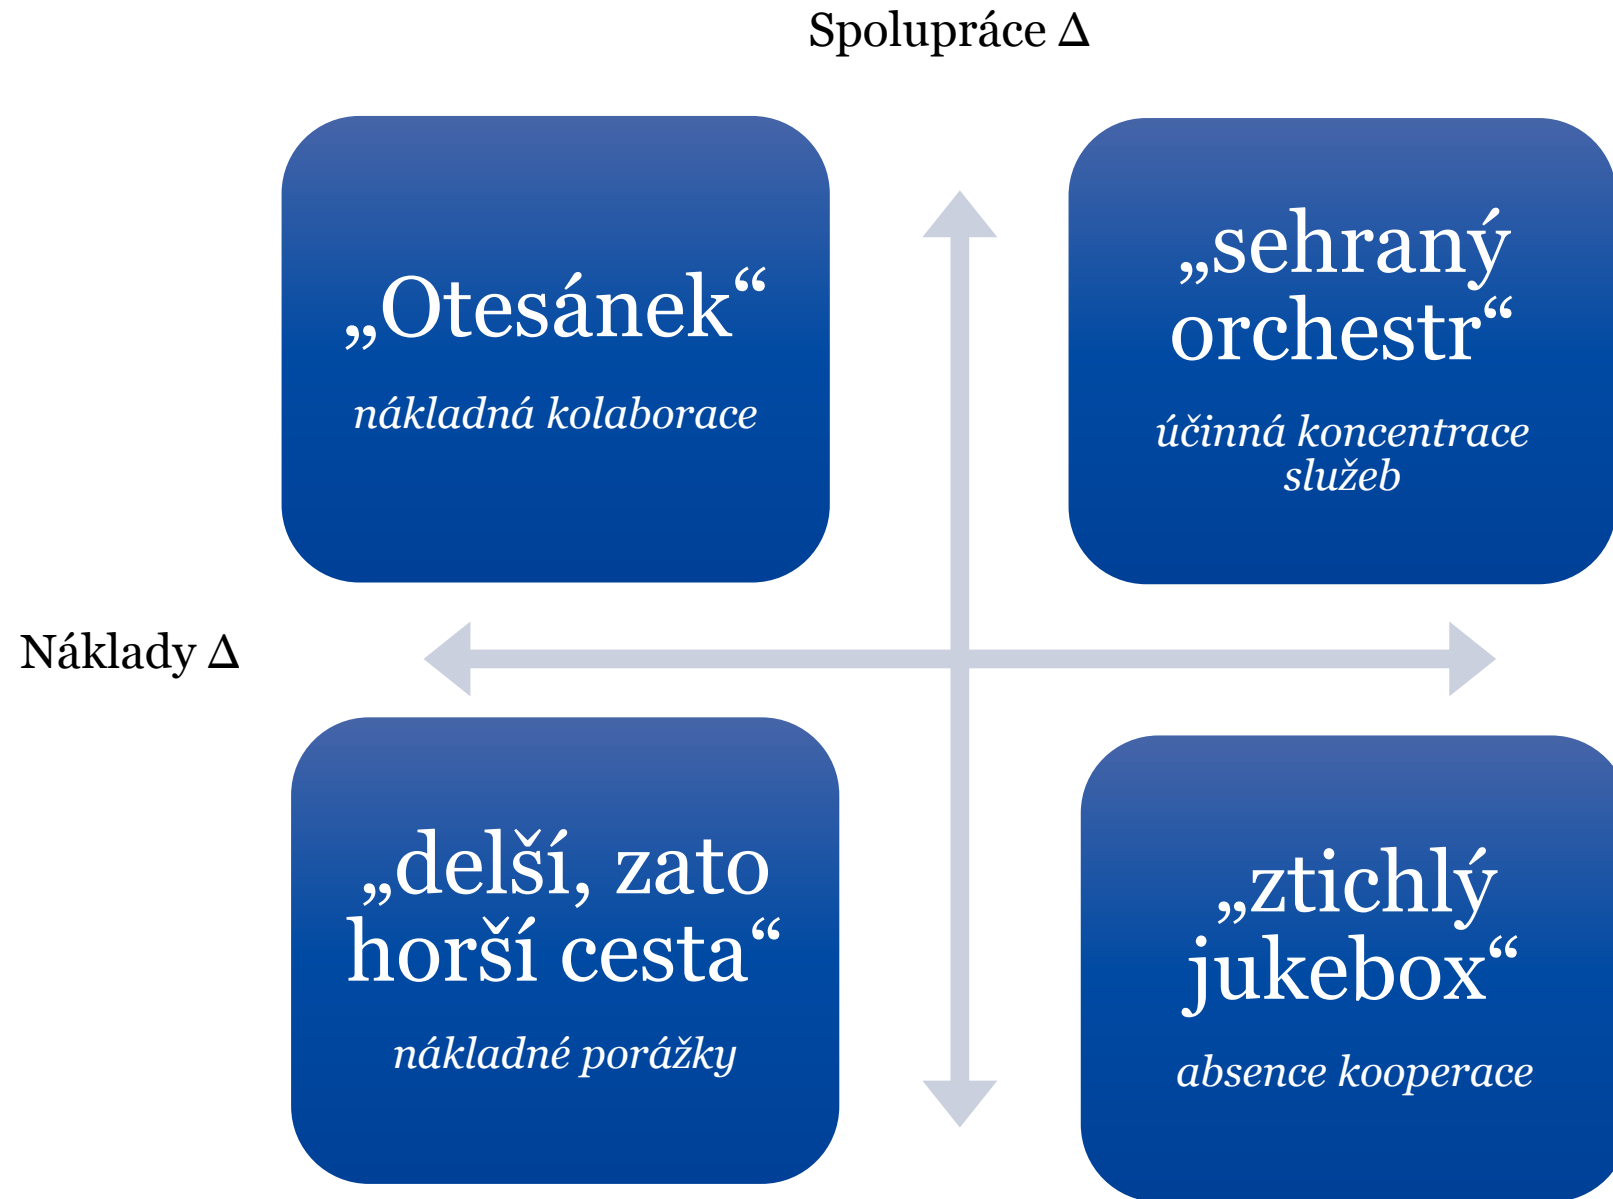 Spolupráce Δ
„Otesánek“
nákladná kolaborace
„sehraný
orchestr“
účinná koncentrace
služeb
Náklady Δ
„delší, zato
horší cesta“
nákladné porážky
„ztichlý
jukebox“
absence kooperace